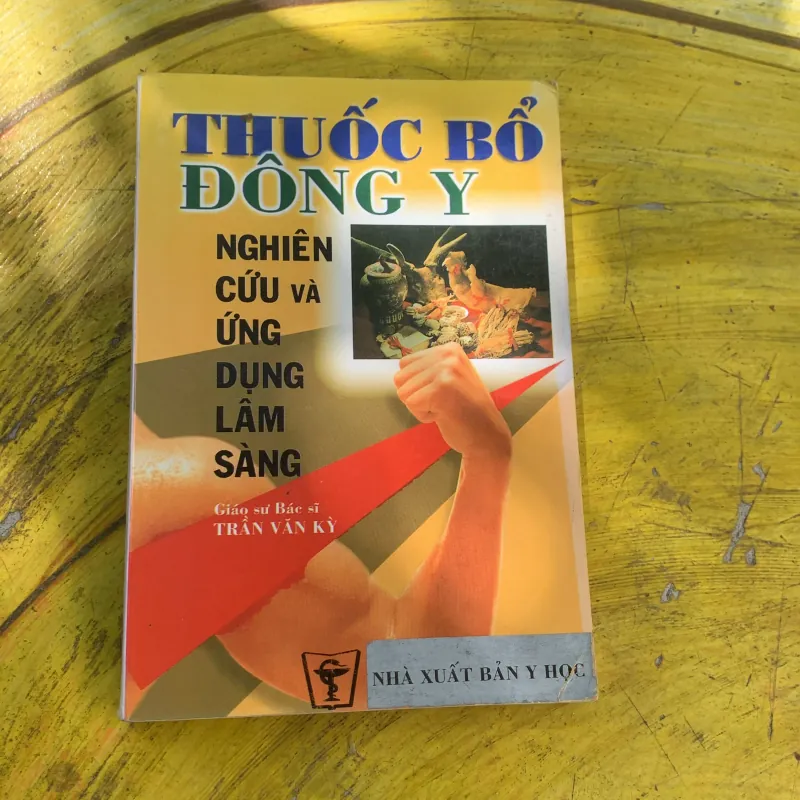 THUỐC BỔ
ĐÔNG Y
NGHIÊN
CỨU VÀ
ỨNG
DỤNG
LÂM
SÀNG
Giáo sư Bác sĩ
TRẦN VĂN KỲ
NHÀ XUẤT BẢN Y HỌC